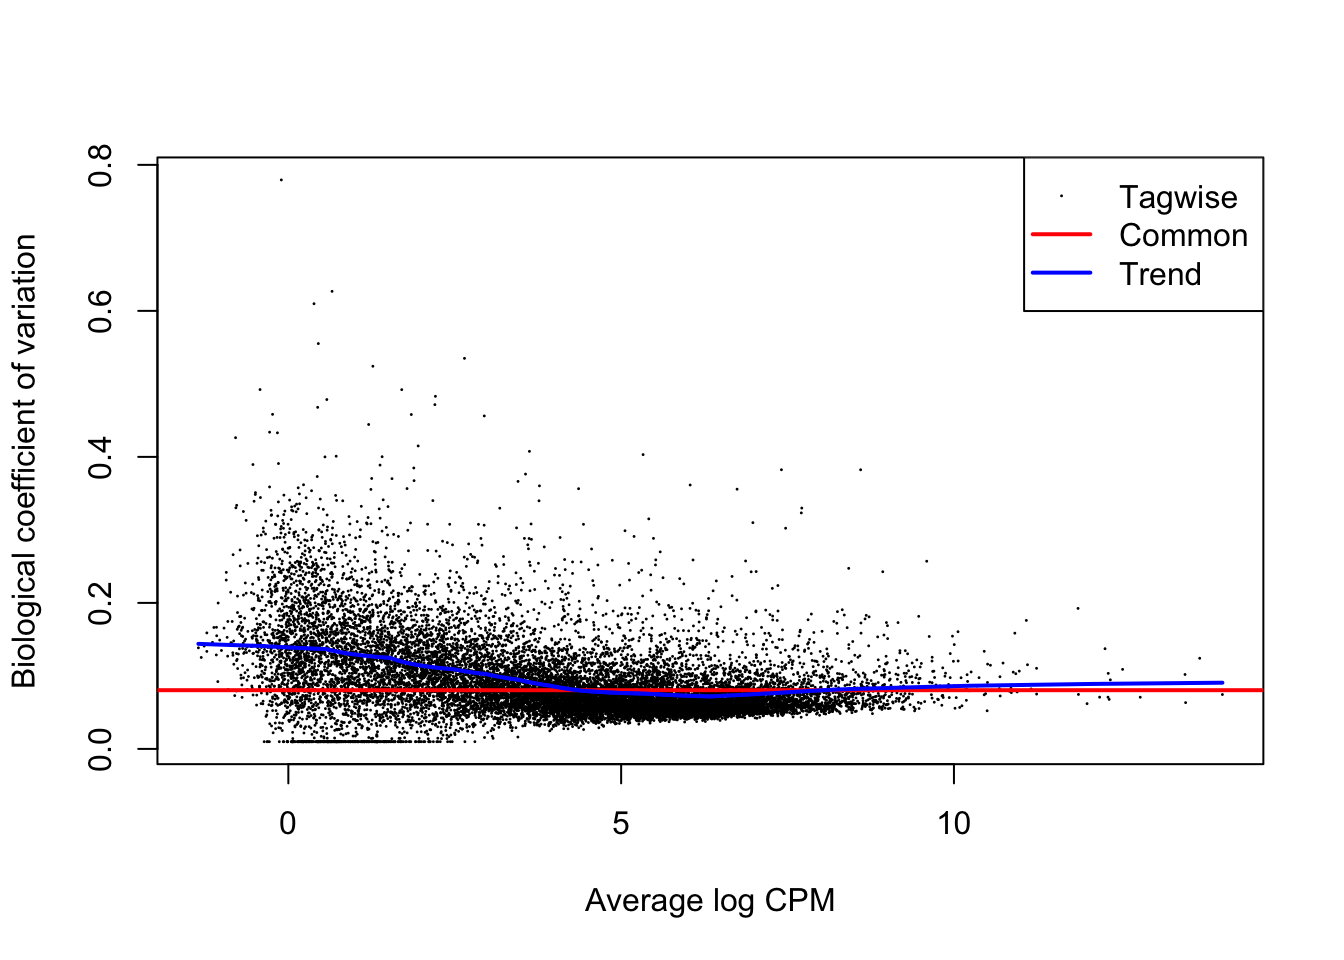 Tagwise
Common
Trend
Biological coefficient of variation
0.8
0.6
0.4
0.2
0.0
0 5 10
Average log CPM